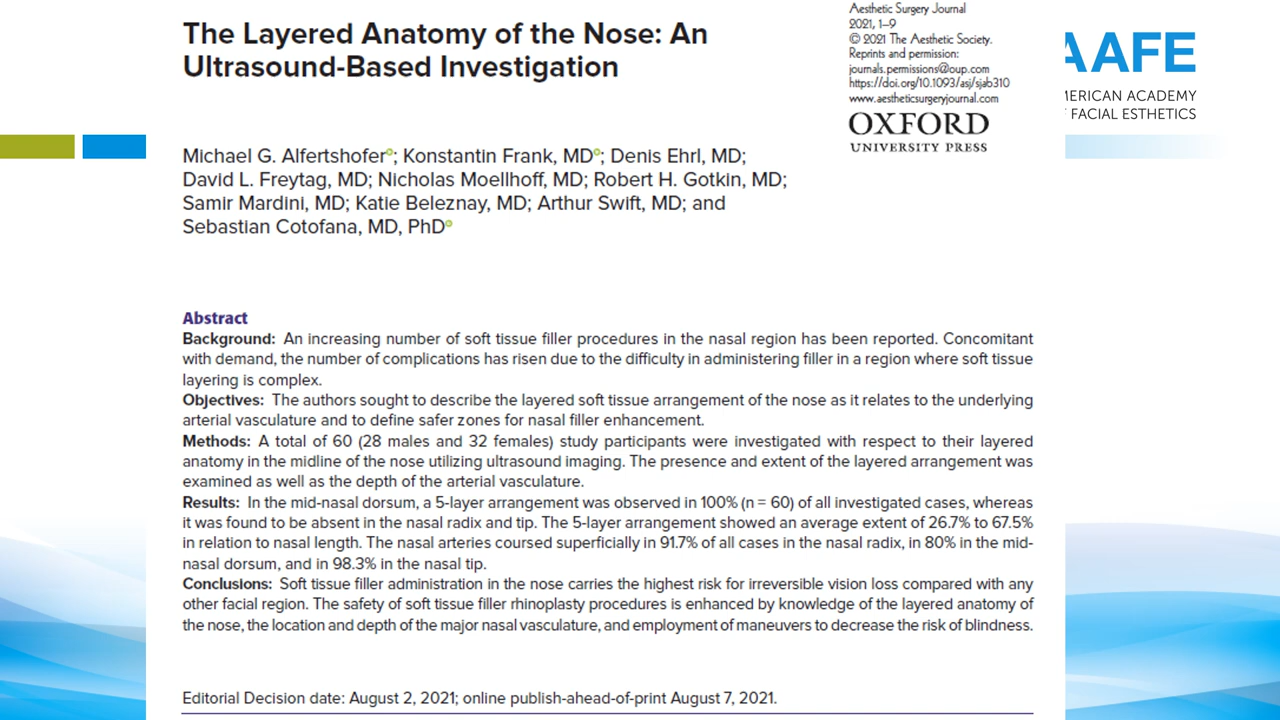 The Layered Anatomy of the Nose: An
Ultrasound-Based Investigation
Aesthetic Surgery Journal
2021, 1–9
© 2021 The Aesthetic Society.
Reprints and permission:
journals.permissions@oup.com
https://doi.org/10.1093/asj/sjab310
www.aestheticsurgeryjournal.com
OXFORD
UNIVERSITY PRESS
AAFE
ACADEMY
FACIAL ESTHETICS
Michael G. Alfertshofer; Konstantin Frank, MD; Denis Ehrl, MD;
David L. Freytag, MD; Nicholas Moellhoff, MD; Robert H. Gotkin, MD;
Samir Mardini, MD; Katie Beleznay, MD; Arthur Swift, MD; and
Sebastian Cotofana, MD, PhD
Abstract
Background: An increasing number of soft tissue filler procedures in the nasal region has been reported. Concomitant
with demand, the number of complications has risen due to the difficulty in administering filler in a region where soft tissue
layering is complex.
Objectives: The authors sought to describe the layered soft tissue arrangement of the nose as it relates to the underlying
arterial vasculature and to define safer zones for nasal filler enhancement.
Methods: A total of 60 (28 males and 32 females) study participants were investigated with respect to their layered
anatomy in the midline of the nose utilizing ultrasound imaging. The presence and extent of the layered arrangement was
examined as well as the depth of the arterial vasculature.
Results: In the mid-nasal dorsum, a 5-layer arrangement was observed in 100% (n = 60) of all investigated cases, whereas
it was found to be absent in the nasal radix and tip. The 5-layer arrangement showed an average extent of 26.7% to 67.5%
in relation to nasal length. The nasal arteries coursed superficially in 91.7% of all cases in the nasal radix, in 80% in the mid-
nasal dorsum, and in 98.3% in the nasal tip.
Conclusions: Soft tissue filler administration in the nose carries the highest risk for irreversible vision loss compared with any
other facial region. The safety of soft tissue filler rhinoplasty procedures is enhanced by knowledge of the layered anatomy of
the nose, the location and depth of the major nasal vasculature, and employment of maneuvers to decrease the risk of blindness.
Editorial Decision date: August 2, 2021; online publish-ahead-of-print August 7, 2021.